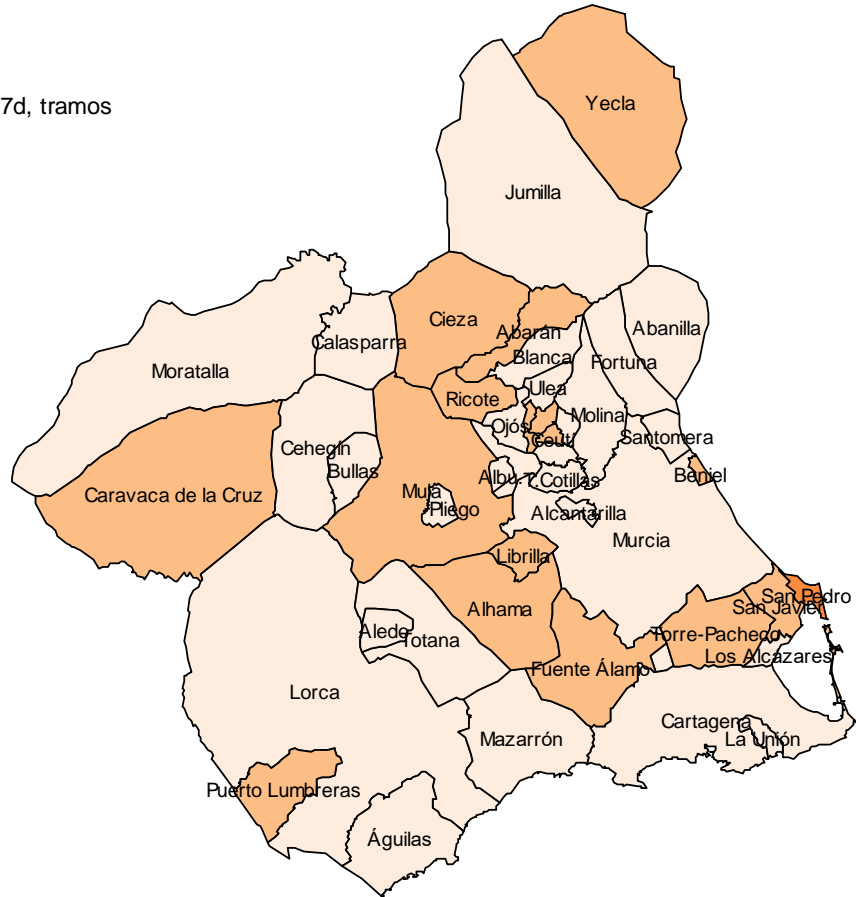 Yecla
7d, tramos
Jumilla
Cieza
Abarán
Abanilla
Calasparra
Blanca
Fortuna
Moratalla
Ulea
Ricote
Molina
Ojós
Ceutí
Santomera
Cehegín
Bullas
Albu.
T.Cotillas
Beniel
Caravaca de la Cruz
Mula
Pliego
Alcantarilla
Murcia
Librilla
San Pedro
San Javier
Alhama
Aledo
Totana
Torre-Pacheco
Los Alcázares
Fuente Álamo
Lorca
Cartagena
La Unión
Mazarrón
Puerto Lumbreras
Águilas